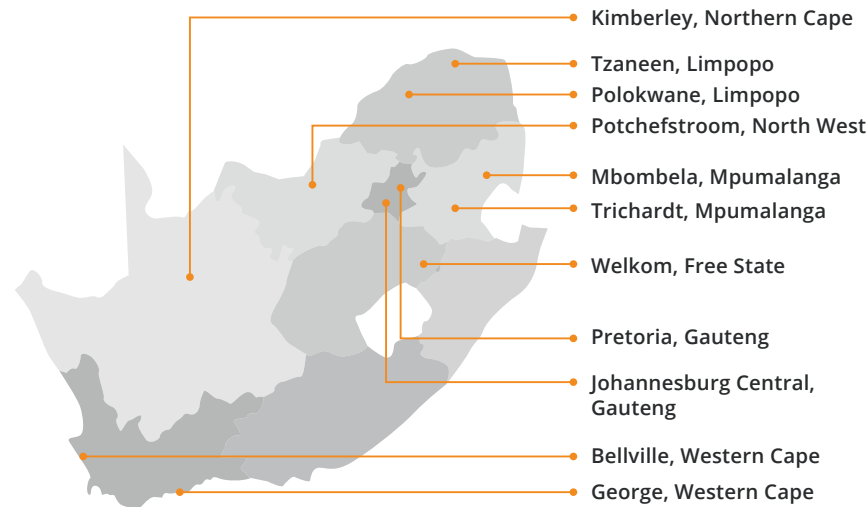 Kimberley, Northern Cape
Tzaneen, Limpopo
Polokwane, Limpopo
Potchefstroom, North West
Mbombela, Mpumalanga
Trichardt, Mpumalanga
Welkom, Free State
Pretoria, Gauteng
Johannesburg Central,
Gauteng
Bellville, Western Cape
George, Western Cape